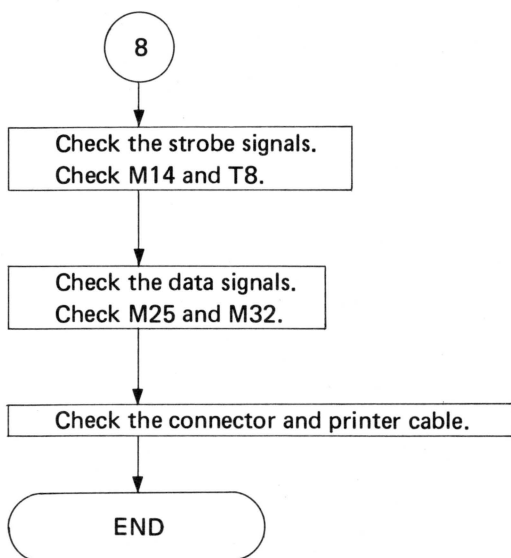 8
Check the strobe signals.
Check M14 and T8.
Check the data signals.
Check M25 and M32.
Check the connector and printer cable.
END